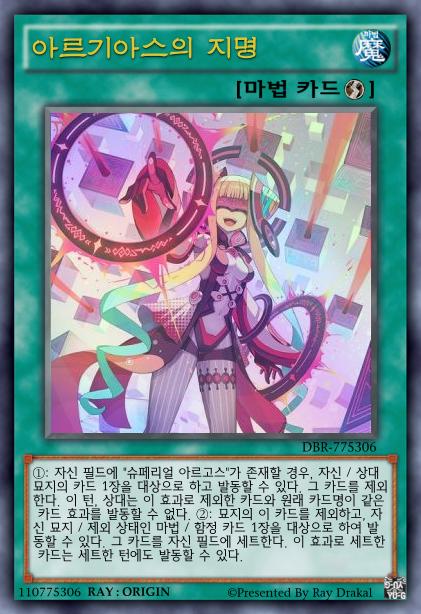 아르기아스의 지명
마법
魔
[마법 카드]
DBR-775306
①: 자신 필드에 "슈페리얼 아르고스"가 존재할 경우, 자신 / 상대
묘지의 카드 1장을 대상으로 하고 발동할 수 있다. 그 카드를 제외
한다. 이 턴, 상대는 이 효과로 제외한 카드와 원래 카드명이 같은
카드 효과를 발동할 수 없다. ②: 묘지의 이 카드를 제외하고, 자
신 묘지 / 제외 상태인 마법 / 함정 카드 1장을 대상으로 하여 발
동할 수 있다. 그 카드를 자신 필드에 세트한다. 이 효과로 세트한
카드는 세트한 턴에도 발동할 수 있다.
110775306 RAY : ORIGIN ©Presented By Ray Drakal